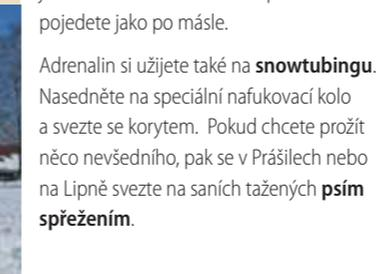 pojedete jako po másle.
Adrenalin si užijete také na snowtubingu.
Nasedněte na speciální nafukovací kolo
a svezte se korytem. Pokud chcete prožít
něco nevšedního, pak se v Prášilech nebo
na Lipně svezte na saních tažených psím
spřežením.